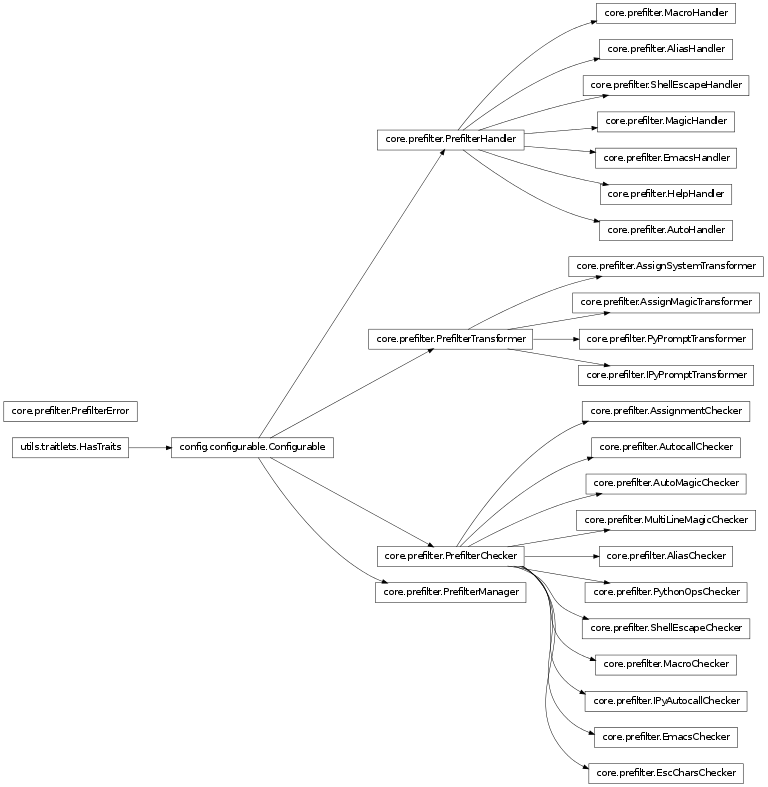 core.prefilter.MacroHandler
core.prefilter.AliasHandler
core.prefilter.ShellEscapeHandler
core.prefilter.MagicHandler
core.prefilter.PrefilterHandler
core.prefilter.EmacsHandler
core.prefilter.HelpHandler
core.prefilter.AutoHandler
core.prefilter.AssignSystemTransformer
core.prefilter.AssignMagicTransformer
core.prefilter.PrefilterTransformer
core.prefilter.PyPromptTransformer
core.prefilter.IPyPromptTransformer
core.prefilter.PrefilterError
core.prefilter.AssignmentChecker
utils.traitlets.HasTraits
config.configurable.Configurable
core.prefilter.AutocallChecker
core.prefilter.AutoMagicChecker
core.prefilter.MultiLineMagicChecker
core.prefilter.PrefilterChecker
core.prefilter.AliasChecker
core.prefilter.PrefilterManager
core.prefilter.PythonOpsChecker
core.prefilter.ShellEscapeChecker
core.prefilter.MacroChecker
core.prefilter.IPyAutocallChecker
core.prefilter.EmacsChecker
core.prefilter.EscCharsChecker